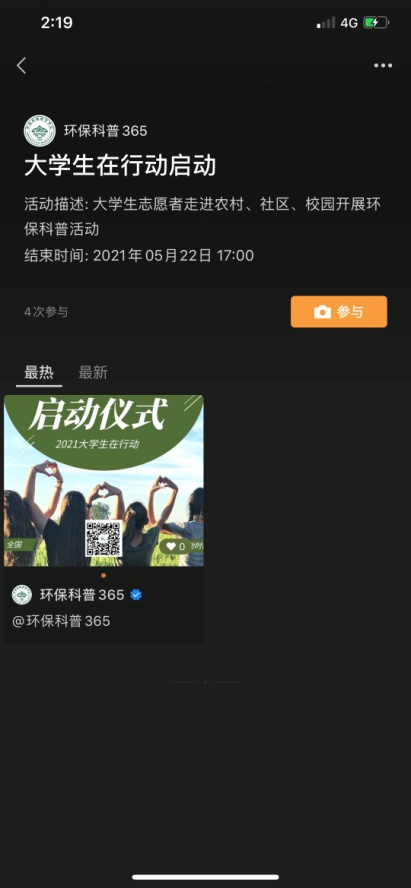 2:19
4G
环保科普365
大学生在行动启动
活动描述: 大学生志愿者走进农村、社区、校园开展环
保科普活动
结束时间: 2021年05月22日 17:00
4次参与
参与
最热
最新
启动仪式
2021大学生在行动
全国
0
环保科普365
@环保科普365